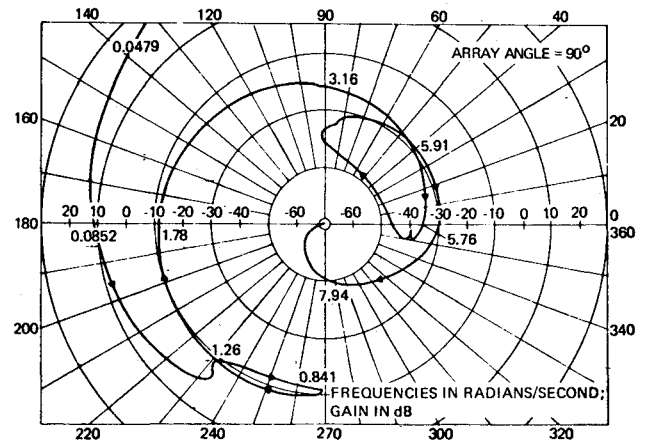 140 120 90 60 40
0.0479
ARRAY ANGLE = 90°
3.16
160 20
5.91
20 10 0 -10 -30 -40 -60 -60 -40 -30 -10 0 10 20 0
180 0.0852 1.78 5.76 360
7.94
200 340
1.26
0.841
FREQUENCIES IN RADIANS/SECOND;
GAIN IN dB
220 240 270 300 320